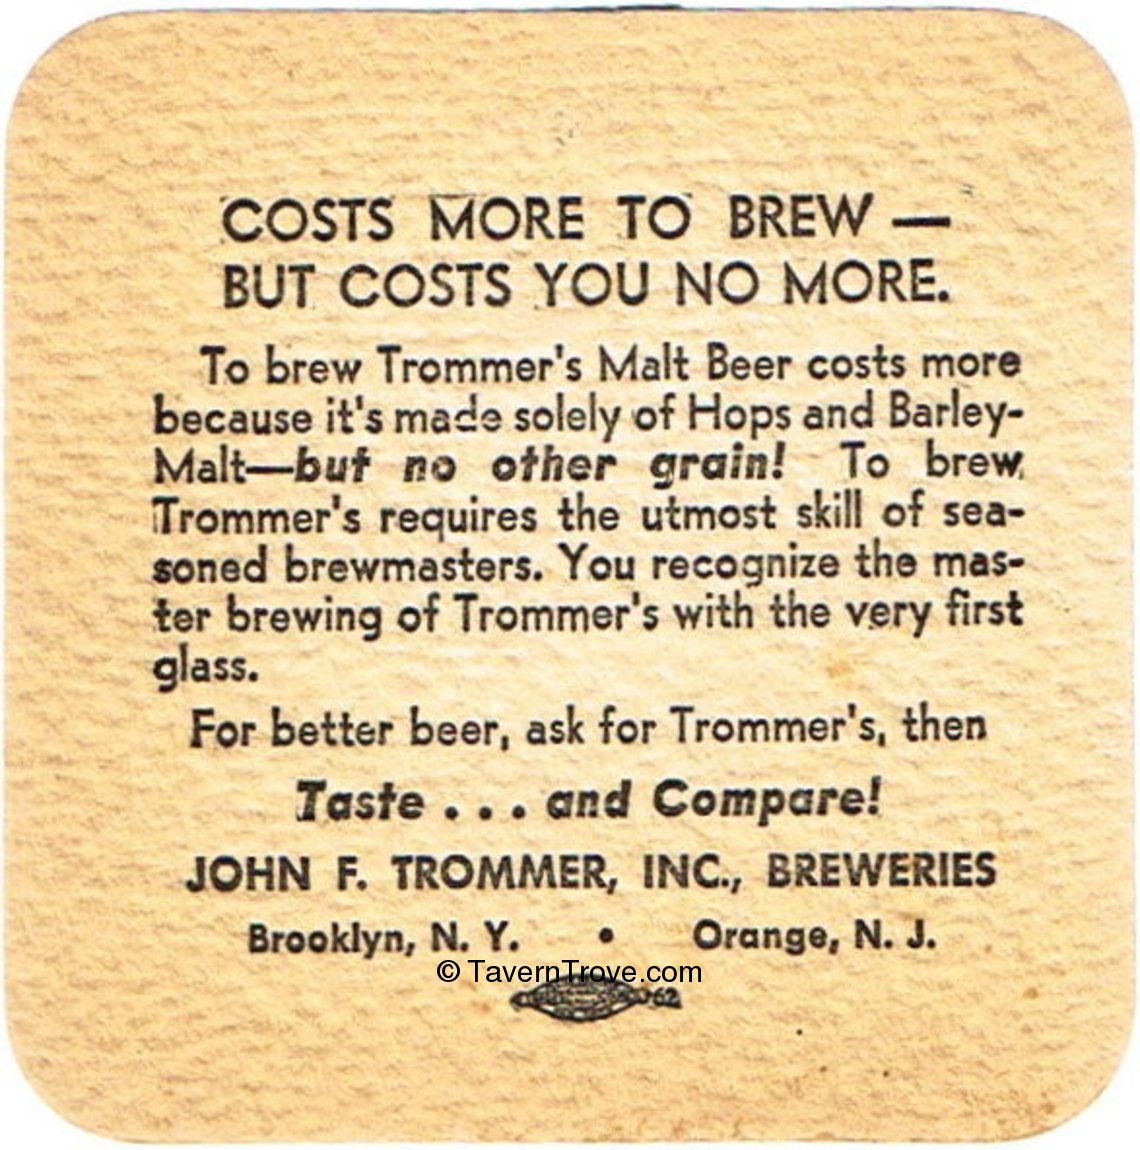 COSTS MORE TO BREW —
BUT COSTS YOU NO MORE.
To brew Trommer's Malt Beer costs more
because it's made solely of Hops and Barley-
Malt—but no other grain! To brew
Trommer's requires the utmost skill of sea-
soned brewmasters. You recognize the mas-
ter brewing of Trommer's with the very first
glass.
For better beer, ask for Trommer's, then
Taste . . . and Compare!
JOHN F. TROMMER, INC., BREWERIES
Brooklyn, N. Y. • Orange, N. J.
© TavernTrove.com
62